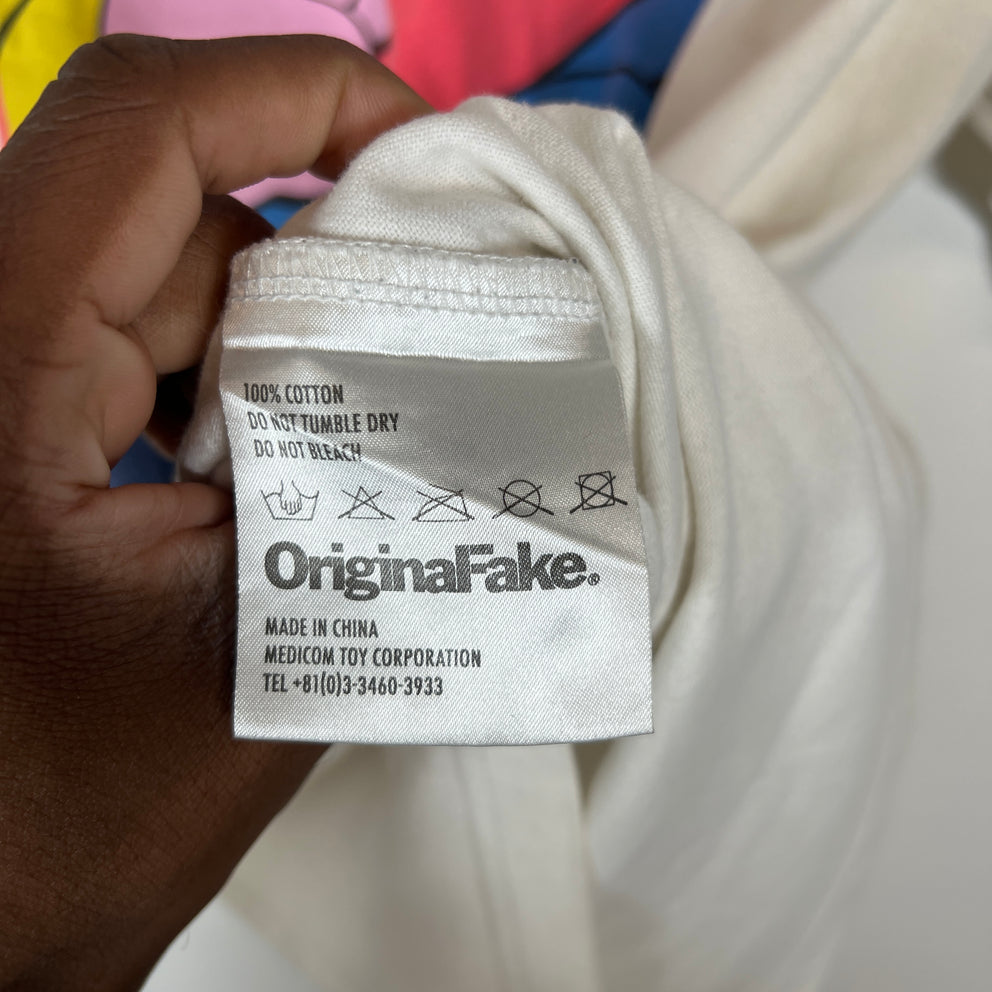 100% COTTON
DO NOT TUMBLE DRY
DO NOT BLEACH
OriginalFake®
MADE IN CHINA
MEDICOM TOY CORPORATION
TEL +81(0)3-3460-3933